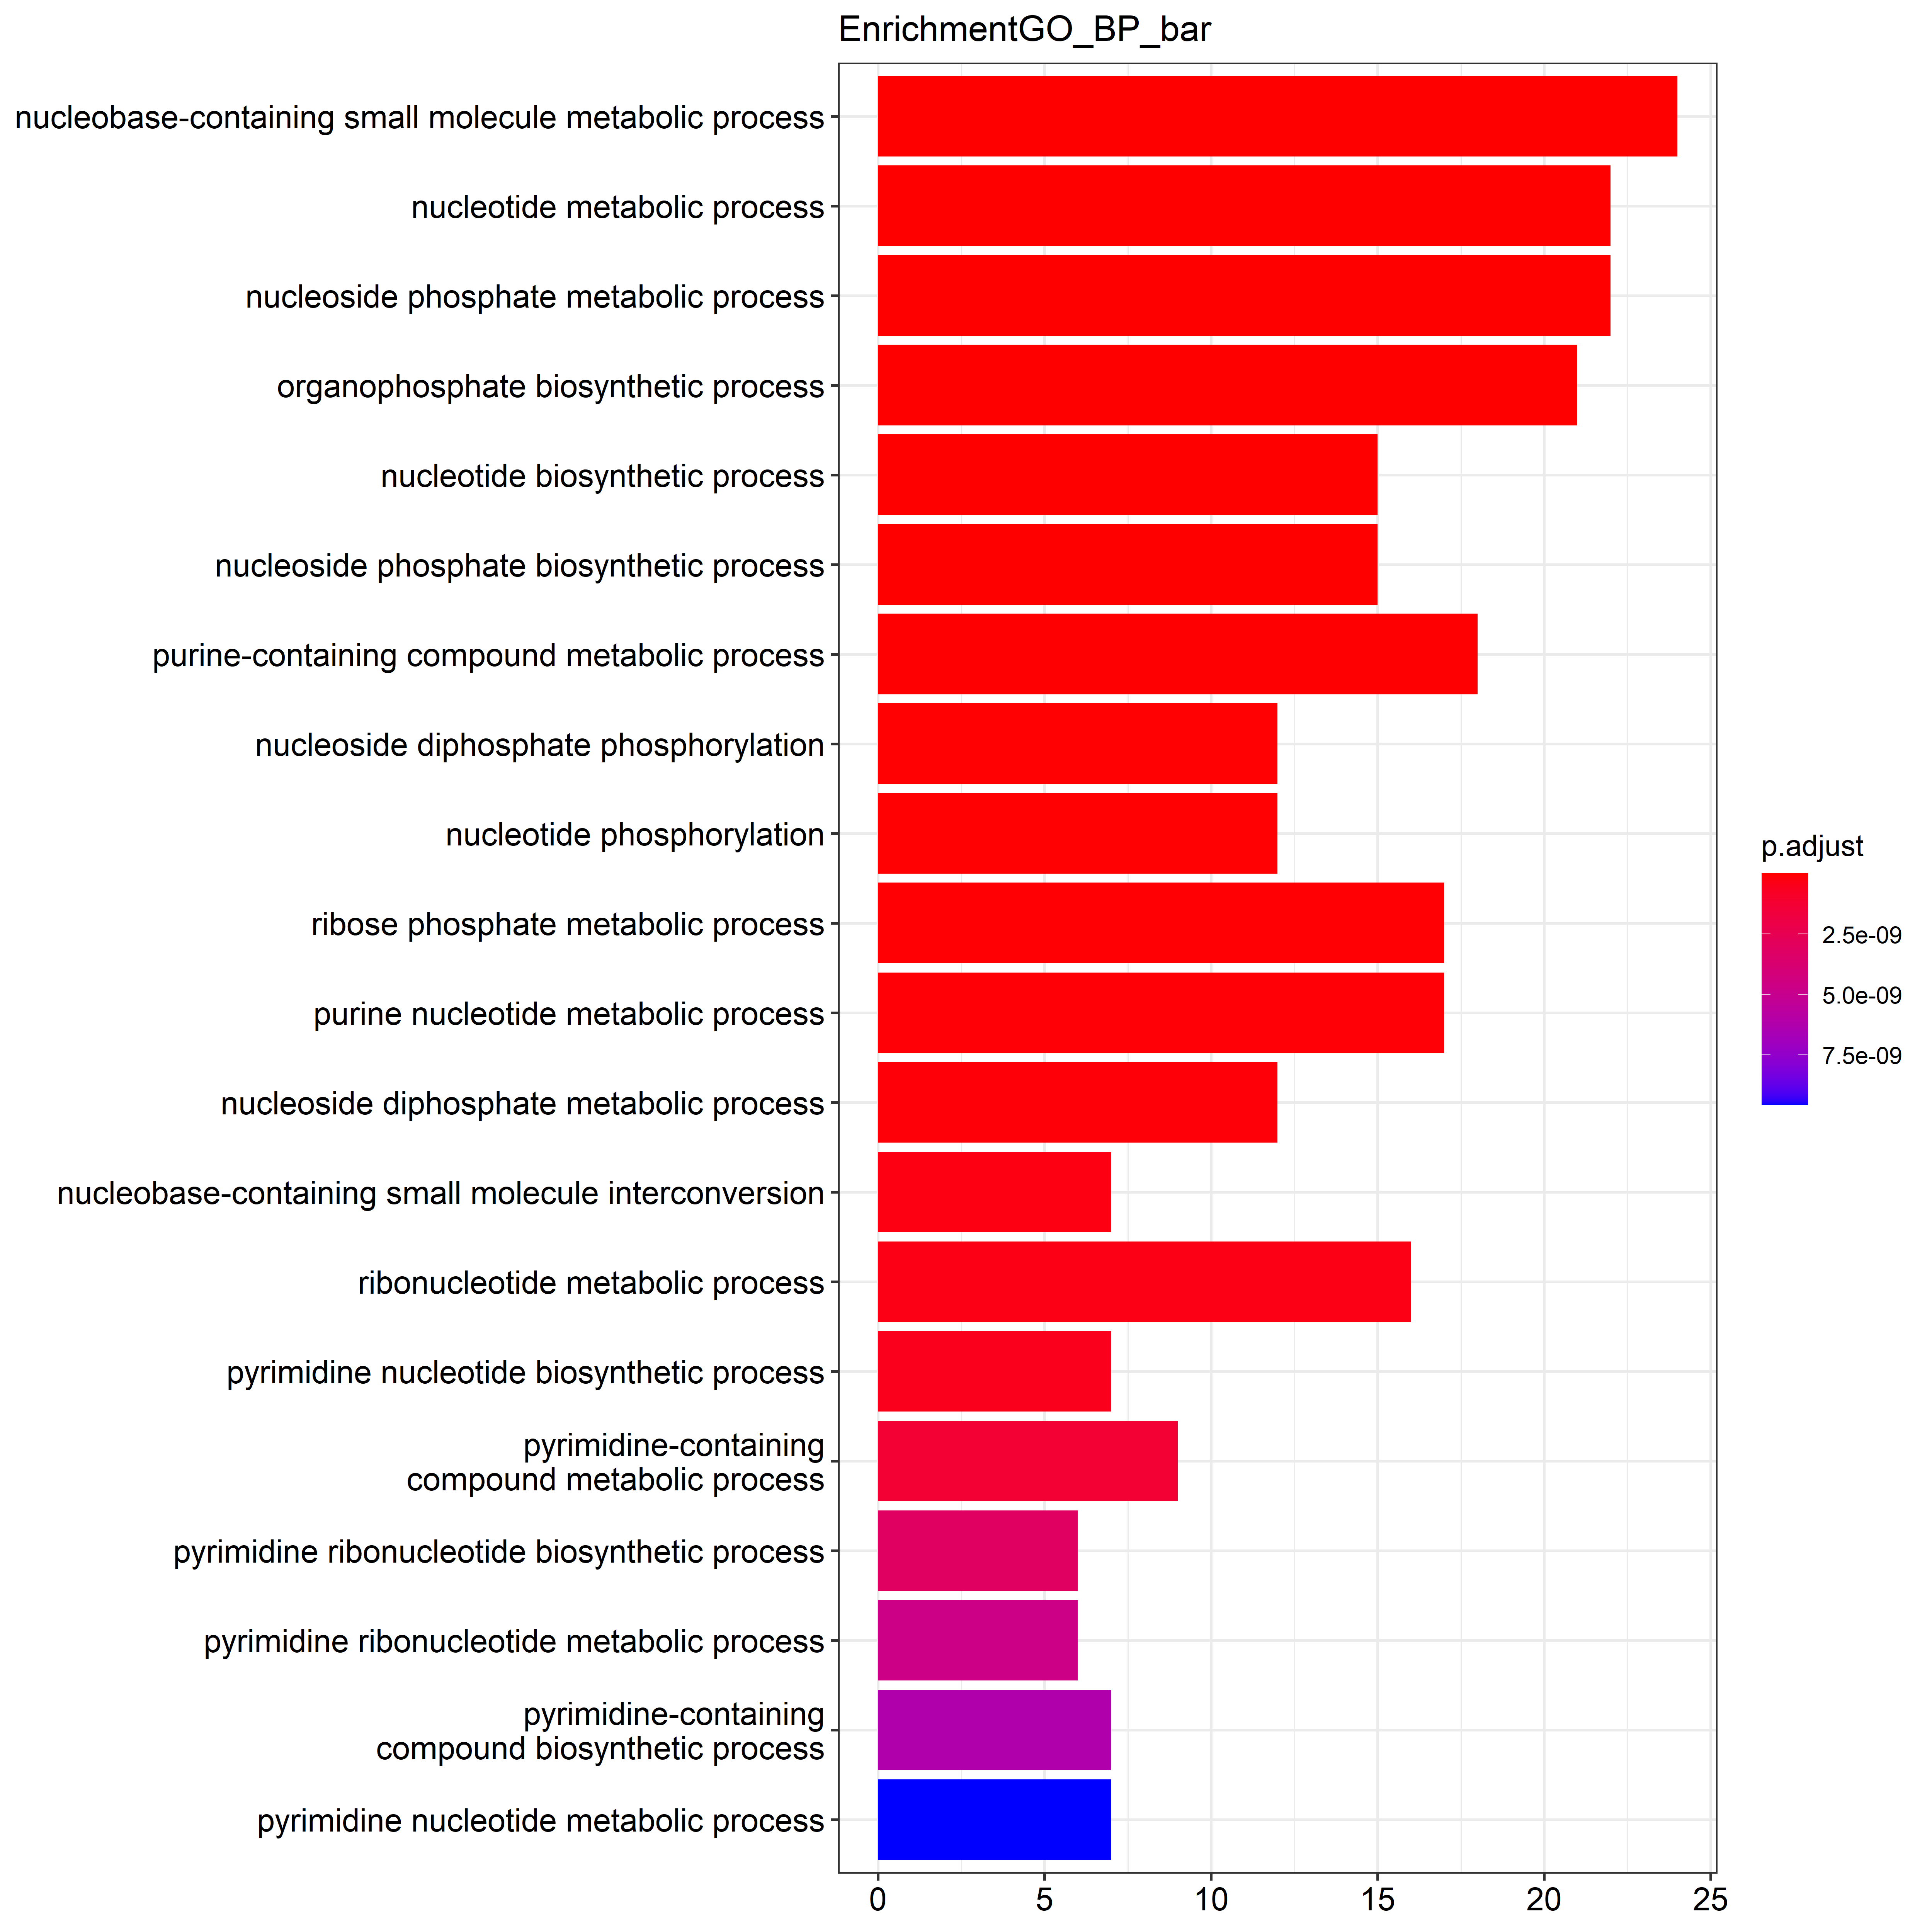 EnrichmentGO_BP_bar
nucleobase-containing small molecule metabolic process
nucleotide metabolic process
nucleoside phosphate metabolic process
organophosphate biosynthetic process
nucleotide biosynthetic process
nucleoside phosphate biosynthetic process
purine-containing compound metabolic process
nucleoside diphosphate phosphorylation
nucleotide phosphorylation
ribose phosphate metabolic process
purine nucleotide metabolic process
nucleoside diphosphate metabolic process
nucleobase-containing small molecule interconversion
ribonucleotide metabolic process
pyrimidine nucleotide biosynthetic process
pyrimidine-containing
compound metabolic process
pyrimidine ribonucleotide biosynthetic process
pyrimidine ribonucleotide metabolic process
pyrimidine-containing
compound biosynthetic process
pyrimidine nucleotide metabolic process
0 5 10 15 20 25
p.adjust
2.5e-09
5.0e-09
7.5e-09